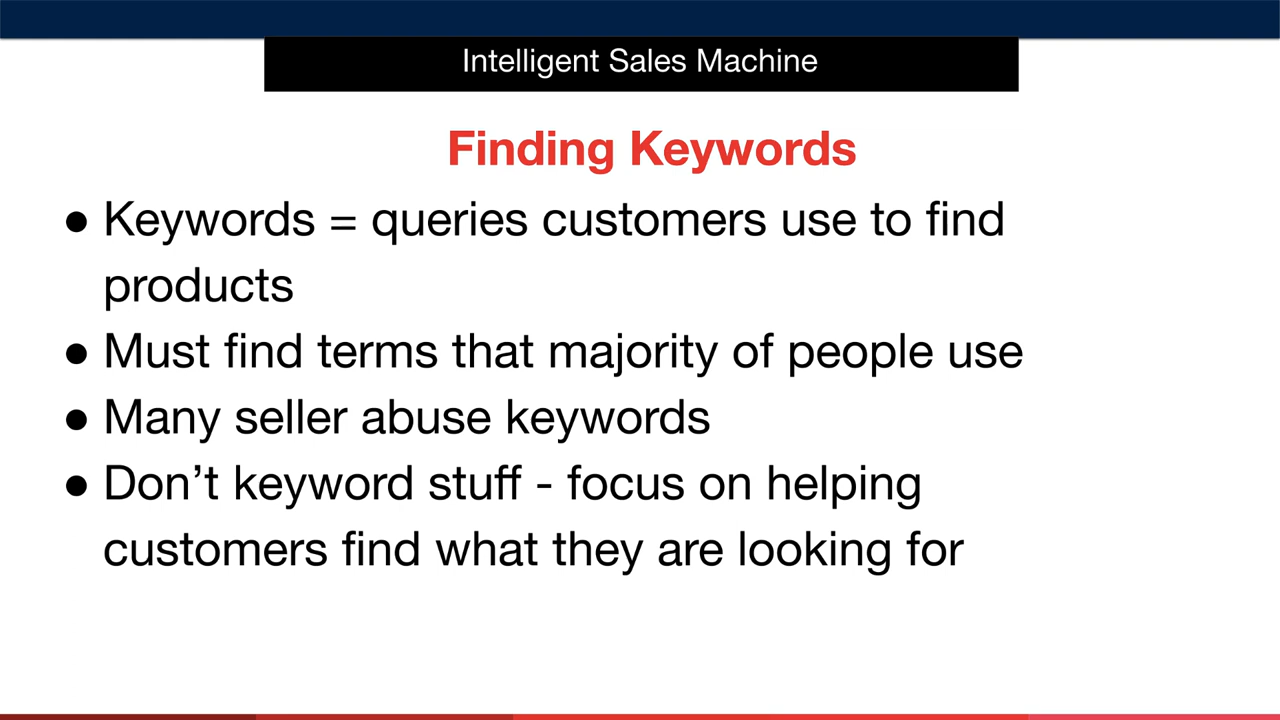 Intelligent Sales Machine
Finding Keywords
● Keywords = queries customers use to find
products
● Must find terms that majority of people use
● Many seller abuse keywords
● Don’t keyword stuff - focus on helping
customers find what they are looking for